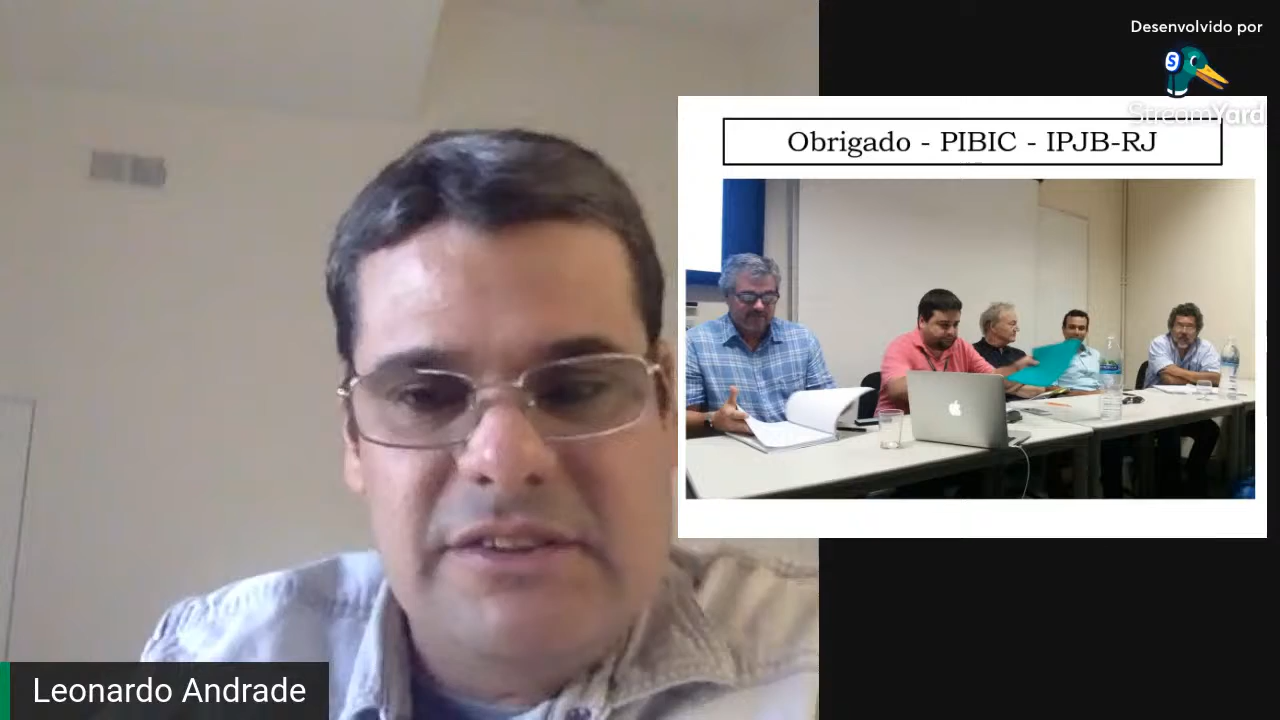 Desenvolvido por
S
StreamYard
Obrigado - PIBIC - IPJB-RJ
Leonardo Andrade